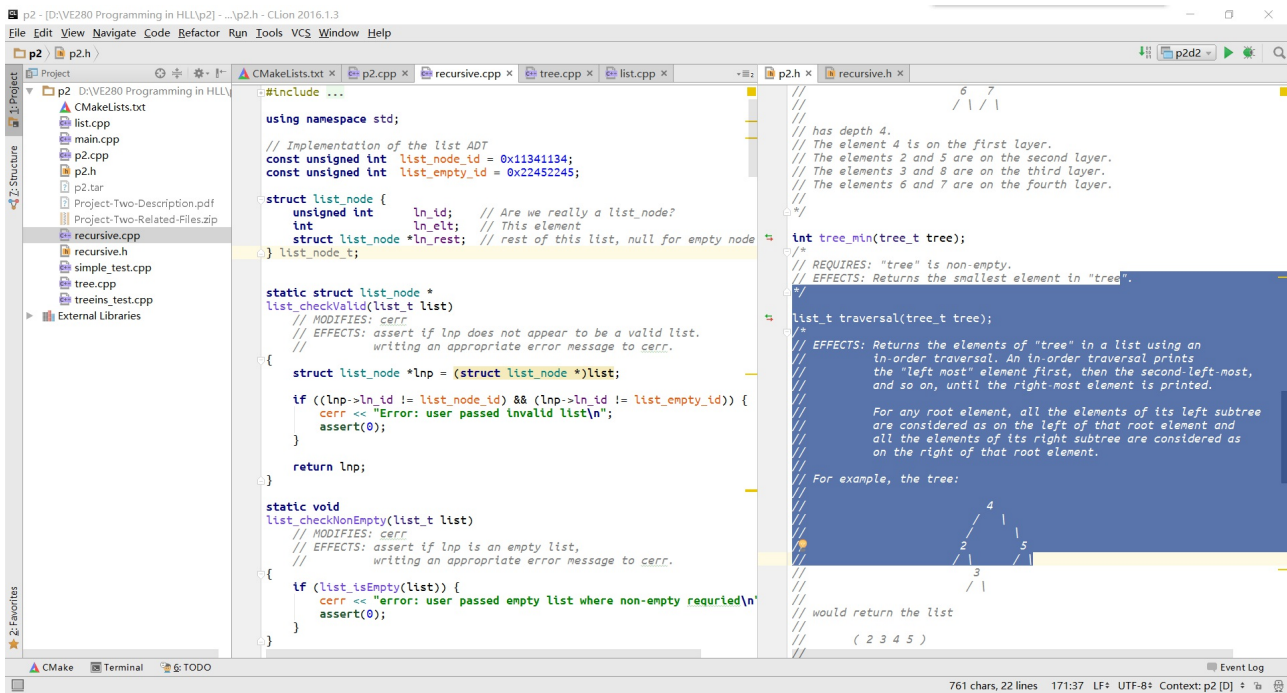 p2 - [D:\VE280 Programming in HLL\p2] - ...\p2.h - CLion 2016.1.3
File Edit View Navigate Code Refactor Run Tools VCS Window Help
p2 p2.h p2d2
1: Project
Z: Structure
2: Favorites
Project
p2 D:\VE280 Programming in HLL\p
CMakeLists.txt
list.cpp
main.cpp
p2.cpp
p2.h
p2.tar
Project-Two-Description.pdf
Project-Two-Related-Files.zip
recursive.cpp
recursive.h
simple_test.cpp
tree.cpp
treeins_test.cpp
External Libraries
CMakeLists.txt p2.cpp recursive.cpp tree.cpp list.cpp
#include ...
using namespace std;
// Implementation of the list ADT
const unsigned int list_node_id = 0x11341134;
const unsigned int list_empty_id = 0x22452245;
struct list_node {
unsigned int ln_id; // Are we really a list_node?
int ln_elt; // This element
struct list_node *ln_rest; // rest of this list, null for empty node
} list_node_t;
static struct list_node *
list_checkValid(list_t list)
// MODIFIES: cerr
// EFFECTS: assert if lnp does not appear to be a valid list.
// writing an appropriate error message to cerr.
{
struct list_node *lnp = (struct list_node *)list;
if ((lnp->ln_id != list_node_id) && (lnp->ln_id != list_empty_id)) {
cerr << "Error: user passed invalid list\n";
assert(0);
}
return lnp;
}
static void
list_checkNonEmpty(list_t list)
// MODIFIES: cerr
// EFFECTS: assert if lnp is an empty list,
// writing an appropriate error message to cerr.
{
if (list_isEmpty(list)) {
cerr << "error: user passed empty list where non-empty requried\n"
assert(0);
}
}
p2.h recursive.h
// 6 7
// / \ / \
//
// has depth 4.
// The element 4 is on the first layer.
// The elements 2 and 5 are on the second layer.
// The elements 3 and 8 are on the third layer.
// The elements 6 and 7 are on the fourth layer.
//
*/
int tree_min(tree_t tree);
/*
// REQUIRES: "tree" is non-empty.
// EFFECTS: Returns the smallest element in "tree".
*/
list_t traversal(tree_t tree);
/*
// EFFECTS: Returns the elements of "tree" in a list using an
// in-order traversal. An in-order traversal prints
// the "left most" element first, then the second-left-most,
// and so on, until the right-most element is printed.
//
// For any root element, all the elements of its left subtree
// are considered as on the left of that root element and
// all the elements of its right subtree are considered as
// on the right of that root element.
//
// For example, the tree:
//
// 4
// / \
// / \
// 2 5
// / \ / \
// 3
// / \
//
// would return the list
//
// ( 2 3 4 5 )
//
CMake Terminal 6: TODO Event Log
761 chars, 22 lines 171:37 LF UTF-8 Context: p2 [D]